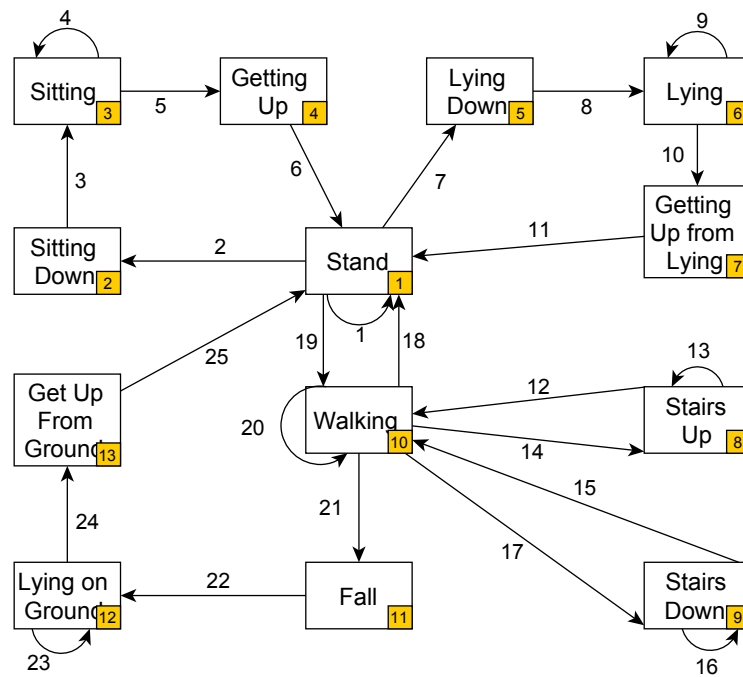 4
9
Sitting
3
5
Getting
Up
4
Lying
Down
5
8
Lying
6
3
6
7
10
Sitting
Down
2
2
Stand
1
11
Getting
Up from
Lying
7
1
19
18
25
Get Up
From
Ground
13
20
Walking
10
12
14
13
Stairs
Up
8
15
24
21
17
Lying on
Ground
12
22
Fall
11
Stairs
Down
9
23
16